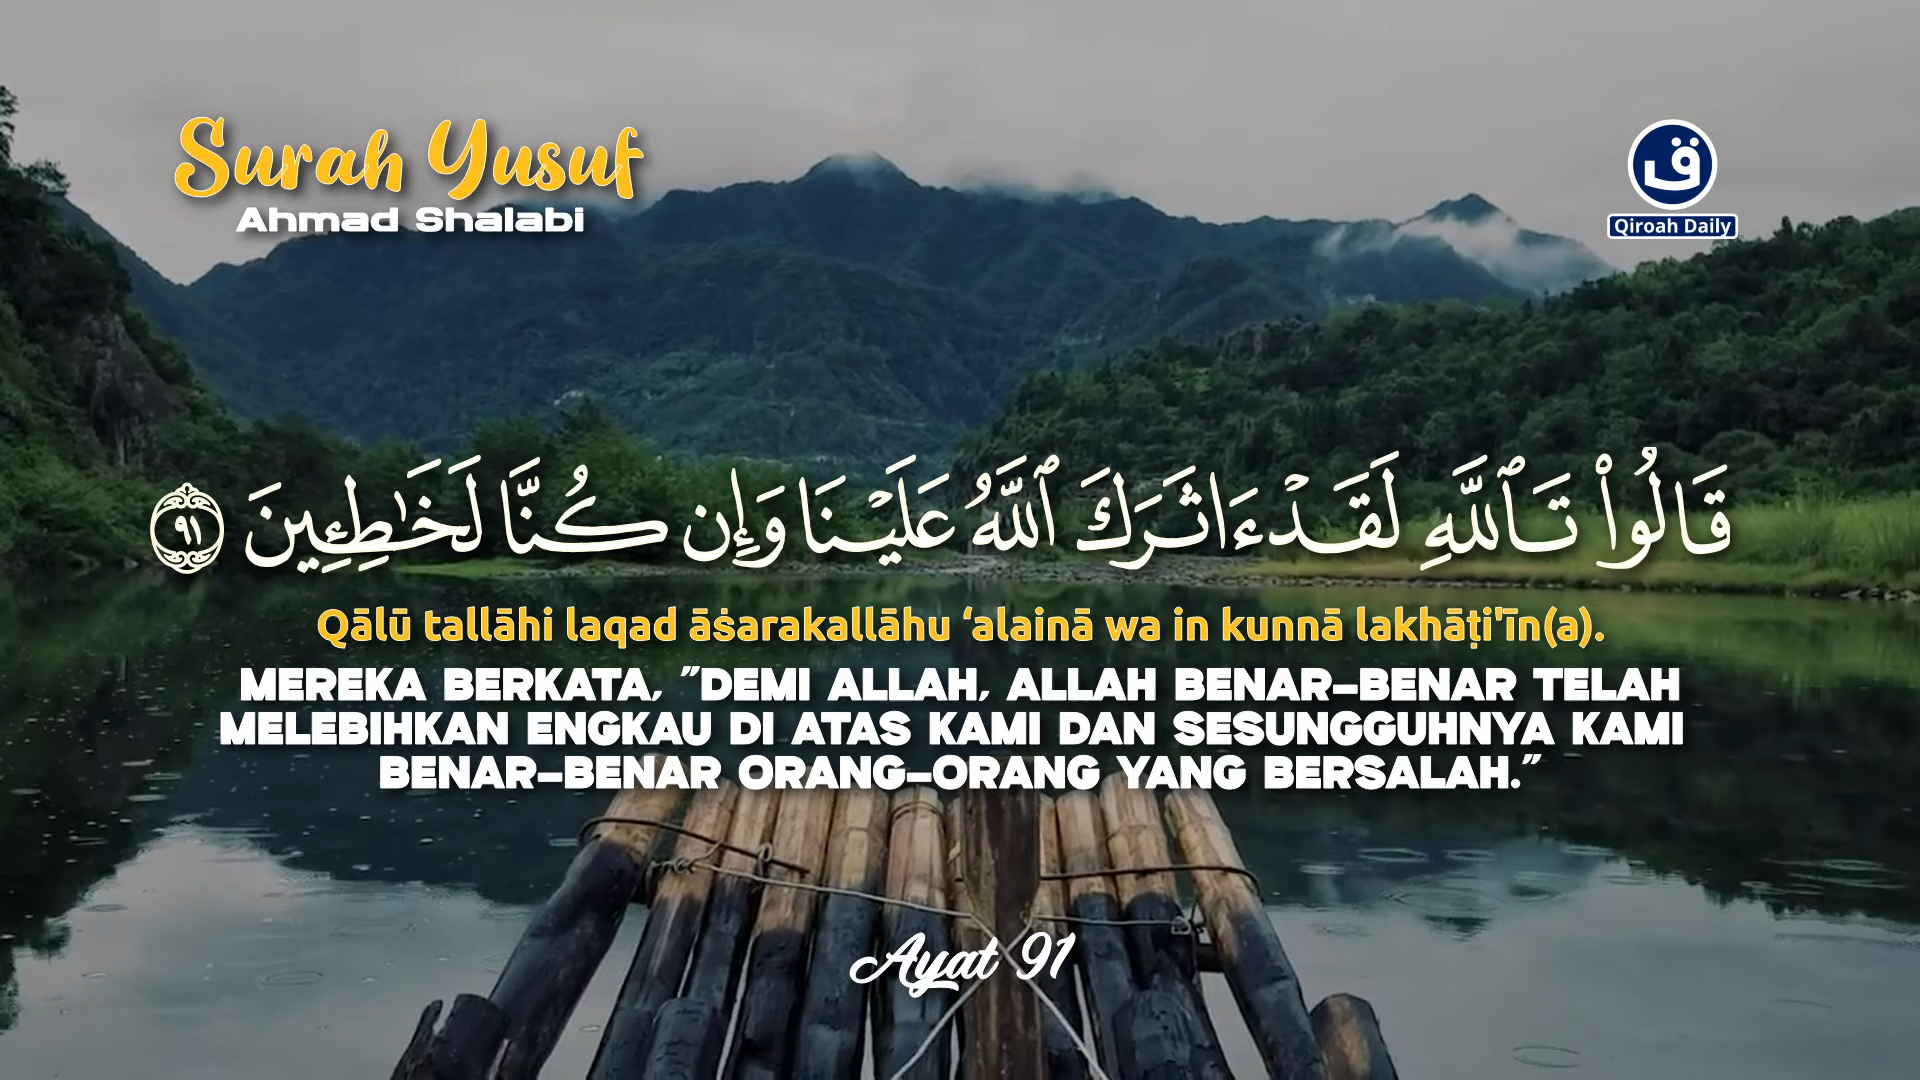 Surah Yusuf
Ahmad Shalabi
ق
Qiroah Daily
قَالُوا۟ تَٱللَّهِ لَقَدْ ءَاثَرَكَ ٱللَّهُ عَلَيْنَا وَإِن كُنَّا لَخَـٰطِـِٔينَ ٩١
Qālū tallāhi laqad āṡarakallāhu ‘alainā wa in kunnā lakhāṭi'īn(a).
MEREKA BERKATA, "DEMI ALLAH, ALLAH BENAR-BENAR TELAH
MELEBIHKAN ENGKAU DI ATAS KAMI DAN SESUNGGUHNYA KAMI
BENAR-BENAR ORANG-ORANG YANG BERSALAH."
Ayat 91